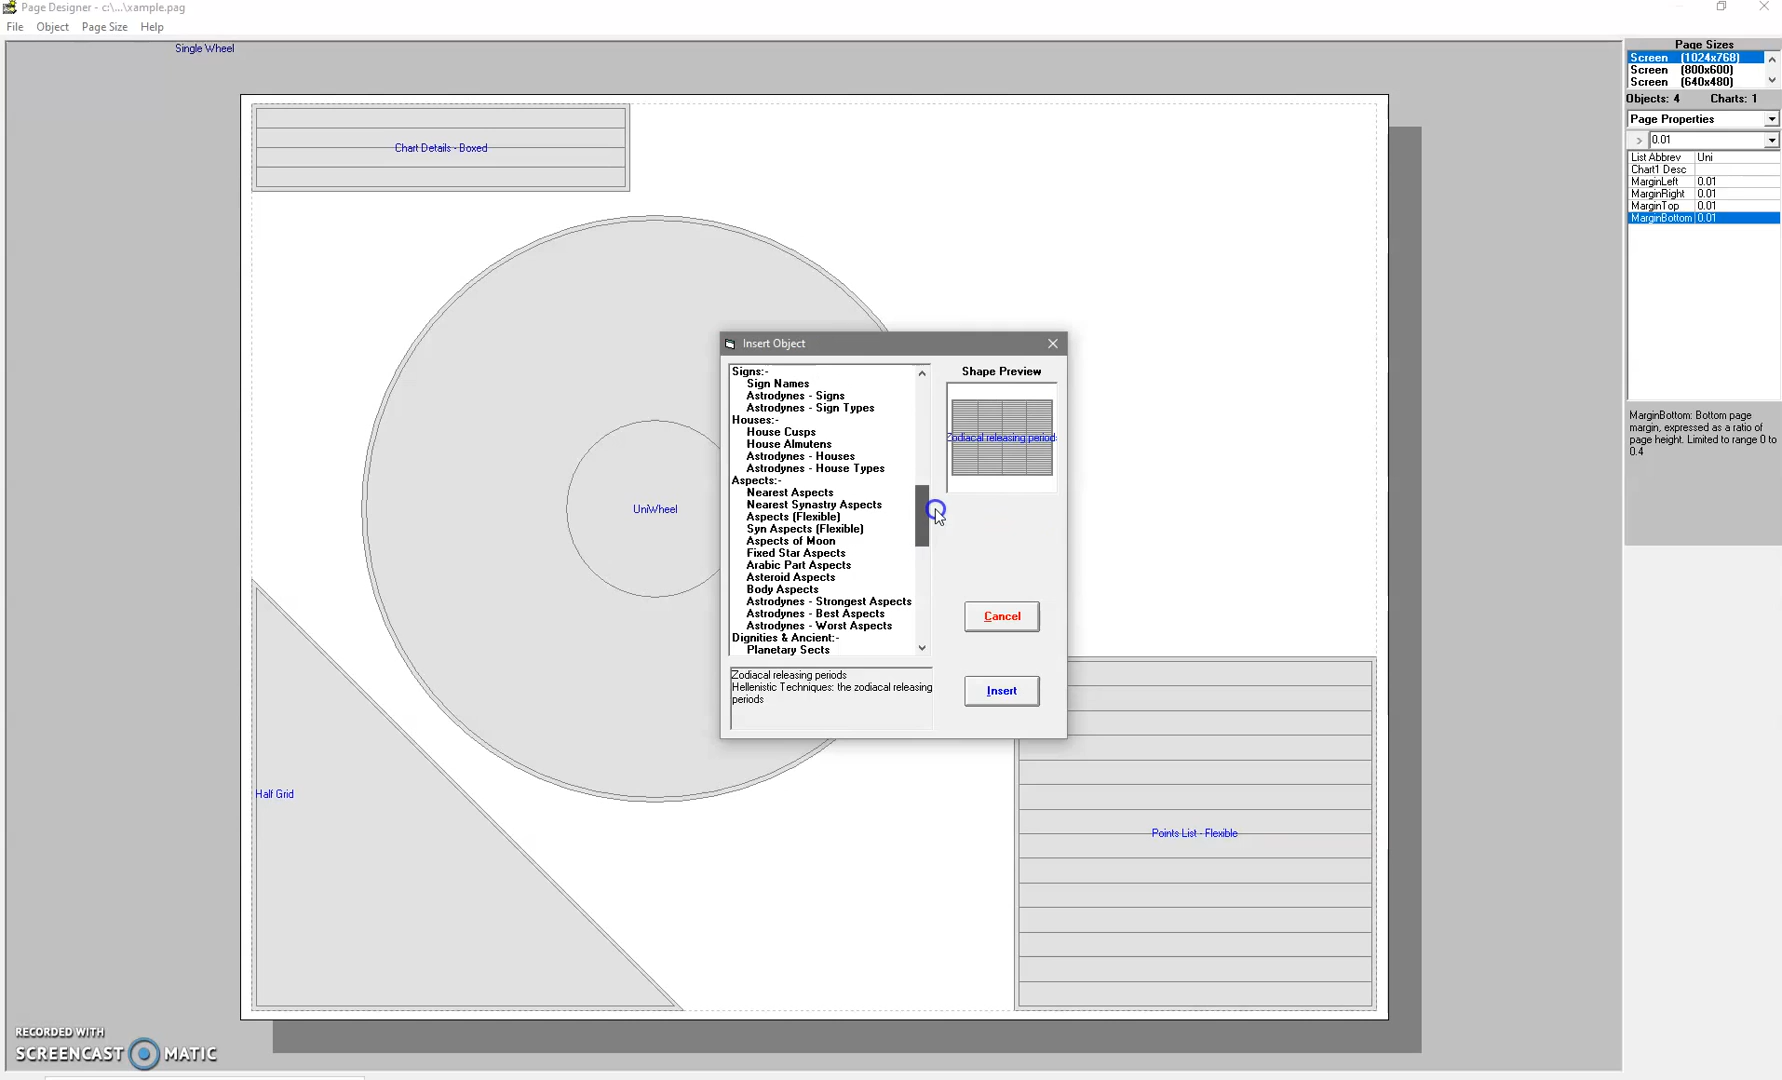 Page Designer - c:\...\xample.pag
File Object Page Size Help
Single Wheel
Chart Details - Boxed
UniWheel
Half Grid
Points List - Flexible
Insert Object
Signs:-
Sign Names
Astrodynes - Signs
Astrodynes - Sign Types
Houses:-
House Cusps
House Almutens
Astrodynes - Houses
Astrodynes - House Types
Aspects:-
Nearest Aspects
Nearest Synastry Aspects
Aspects (Flexible)
Syn Aspects (Flexible)
Aspects of Moon
Fixed Star Aspects
Arabic Part Aspects
Asteroid Aspects
Body Aspects
Astrodynes - Strongest Aspects
Astrodynes - Best Aspects
Astrodynes - Worst Aspects
Dignities & Ancient:-
Planetary Sects
Zodiacal releasing periods
Hellenistic Techniques: the zodiacal releasing
periods
Shape Preview
Zodiacal releasing periods
Cancel
Insert
Page Sizes
Screen (1024x768)
Screen (800x600)
Screen (640x480)
Objects: 4 Charts: 1
Page Properties
> 0.01
List Abbrev Uni
Chart1 Desc
MarginLeft 0.01
MarginRight 0.01
MarginTop 0.01
MarginBottom 0.01
MarginBottom: Bottom page
margin, expressed as a ratio of
page height. Limited to range 0 to
0.4
RECORDED WITH
SCREENCAST MATIC